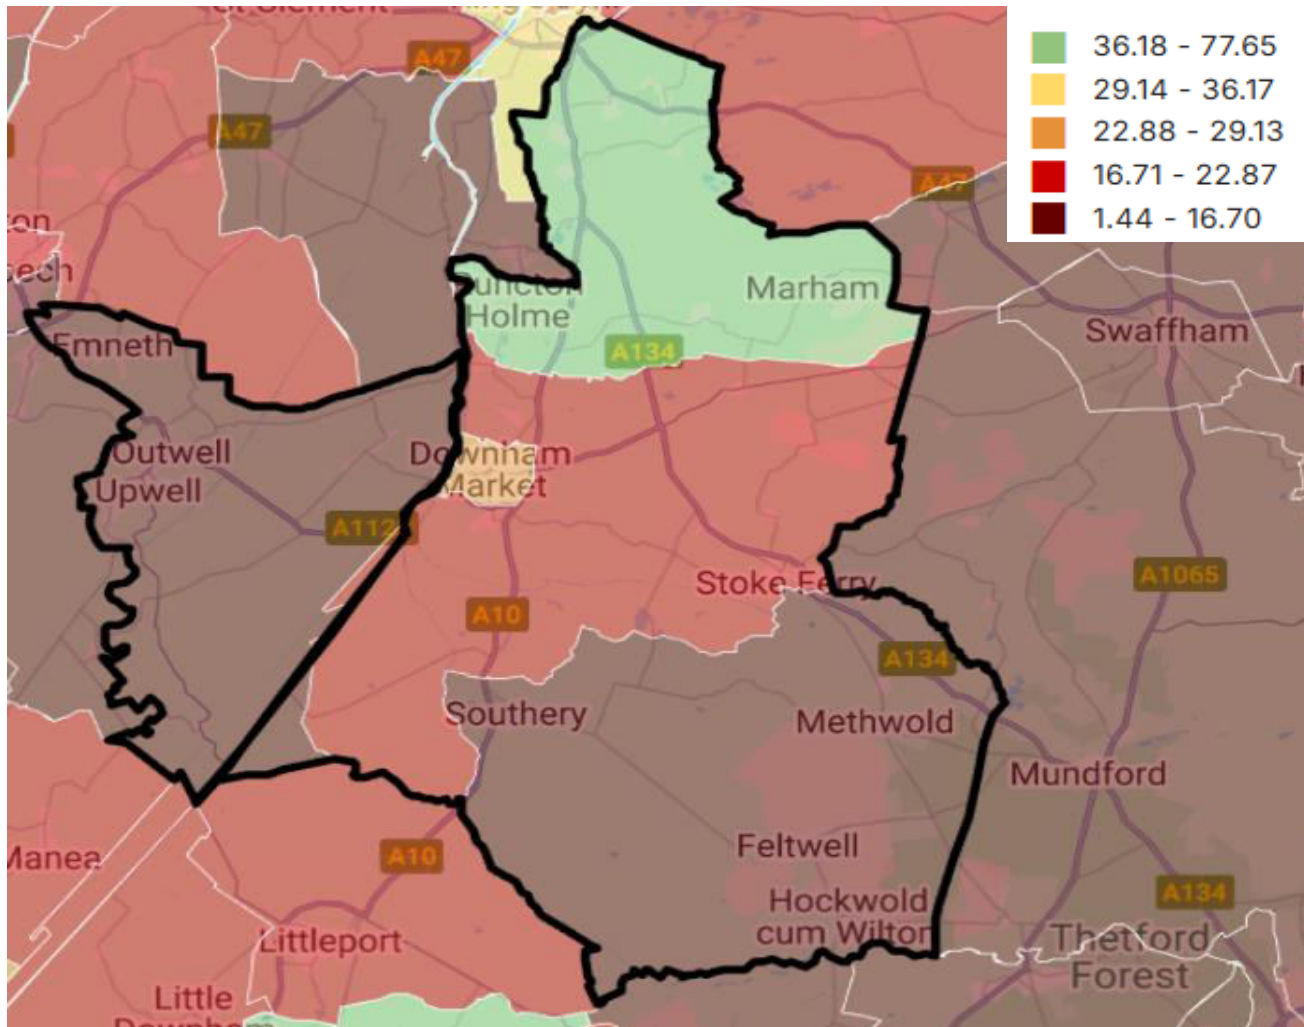 36.18 - 77.65
29.14 - 36.17
22.88 - 29.13
16.71 - 22.87
1.44 - 16.70
A47
A47
A47
Marham
Holme
Swaffham
Emneth
A134
Outwell
Downham
Market
Upwell
A112
A1065
Stoke Ferry
A10
A134
Southery
Methwold
Mundford
Manea
A10
Feltwell
A134
Hockwold
cum Wilton
Littleport
Thetford
Forest
Little